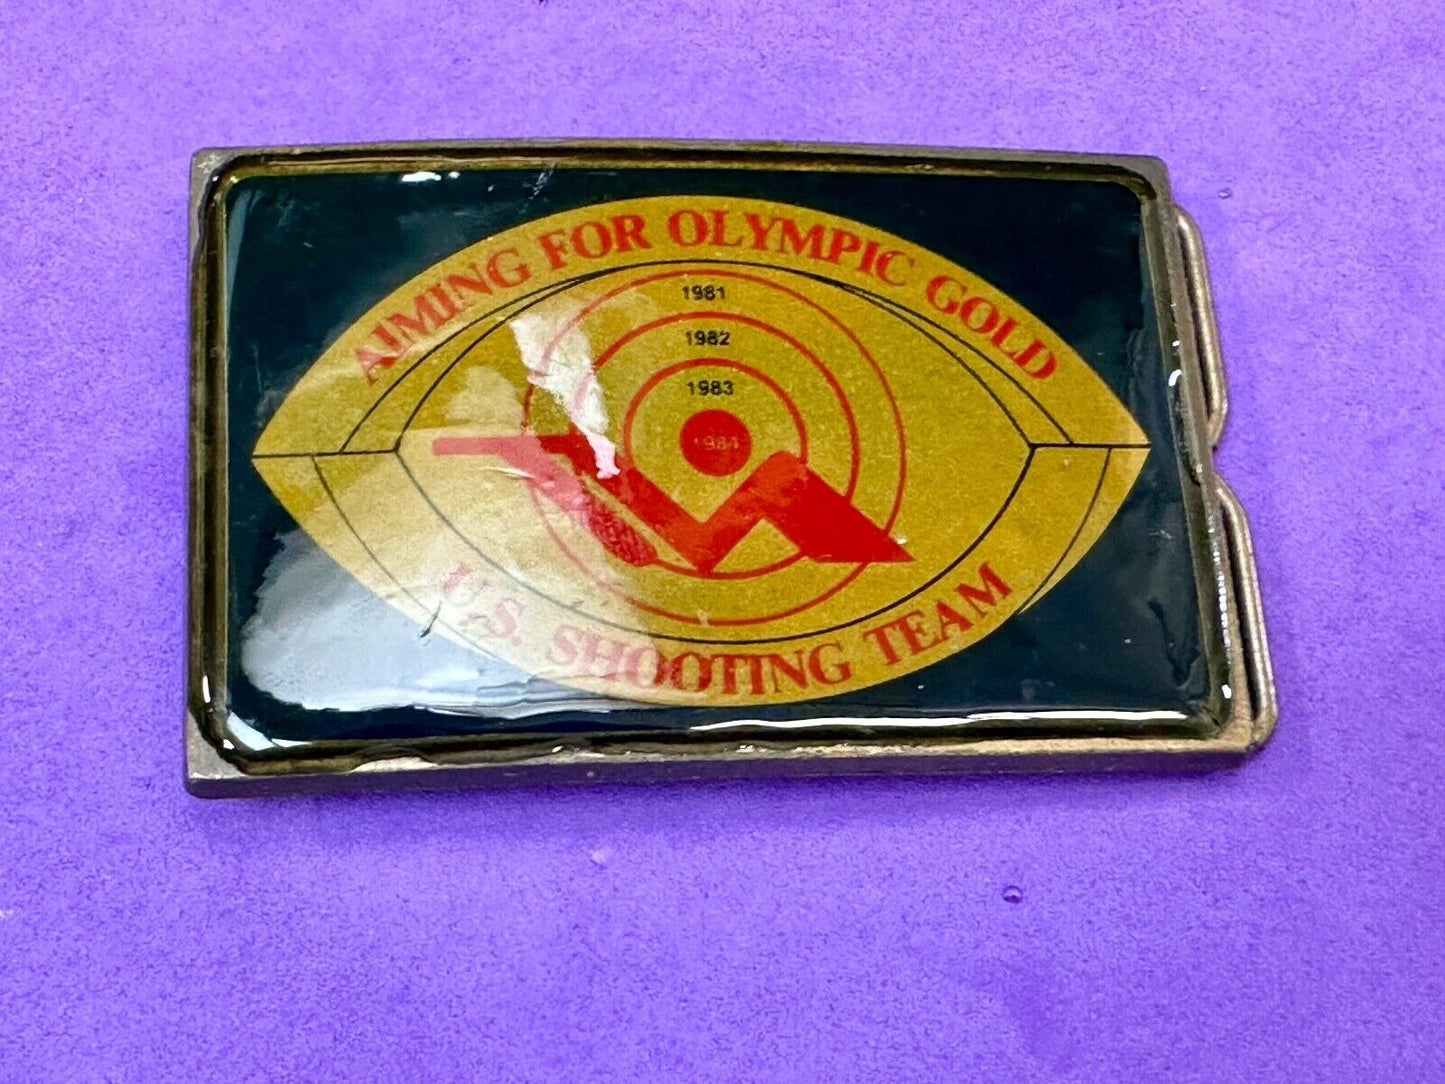 AIMING FOR OLYMPIC GOLD
1981
1982
1983
1984
U.S. SHOOTING TEAM